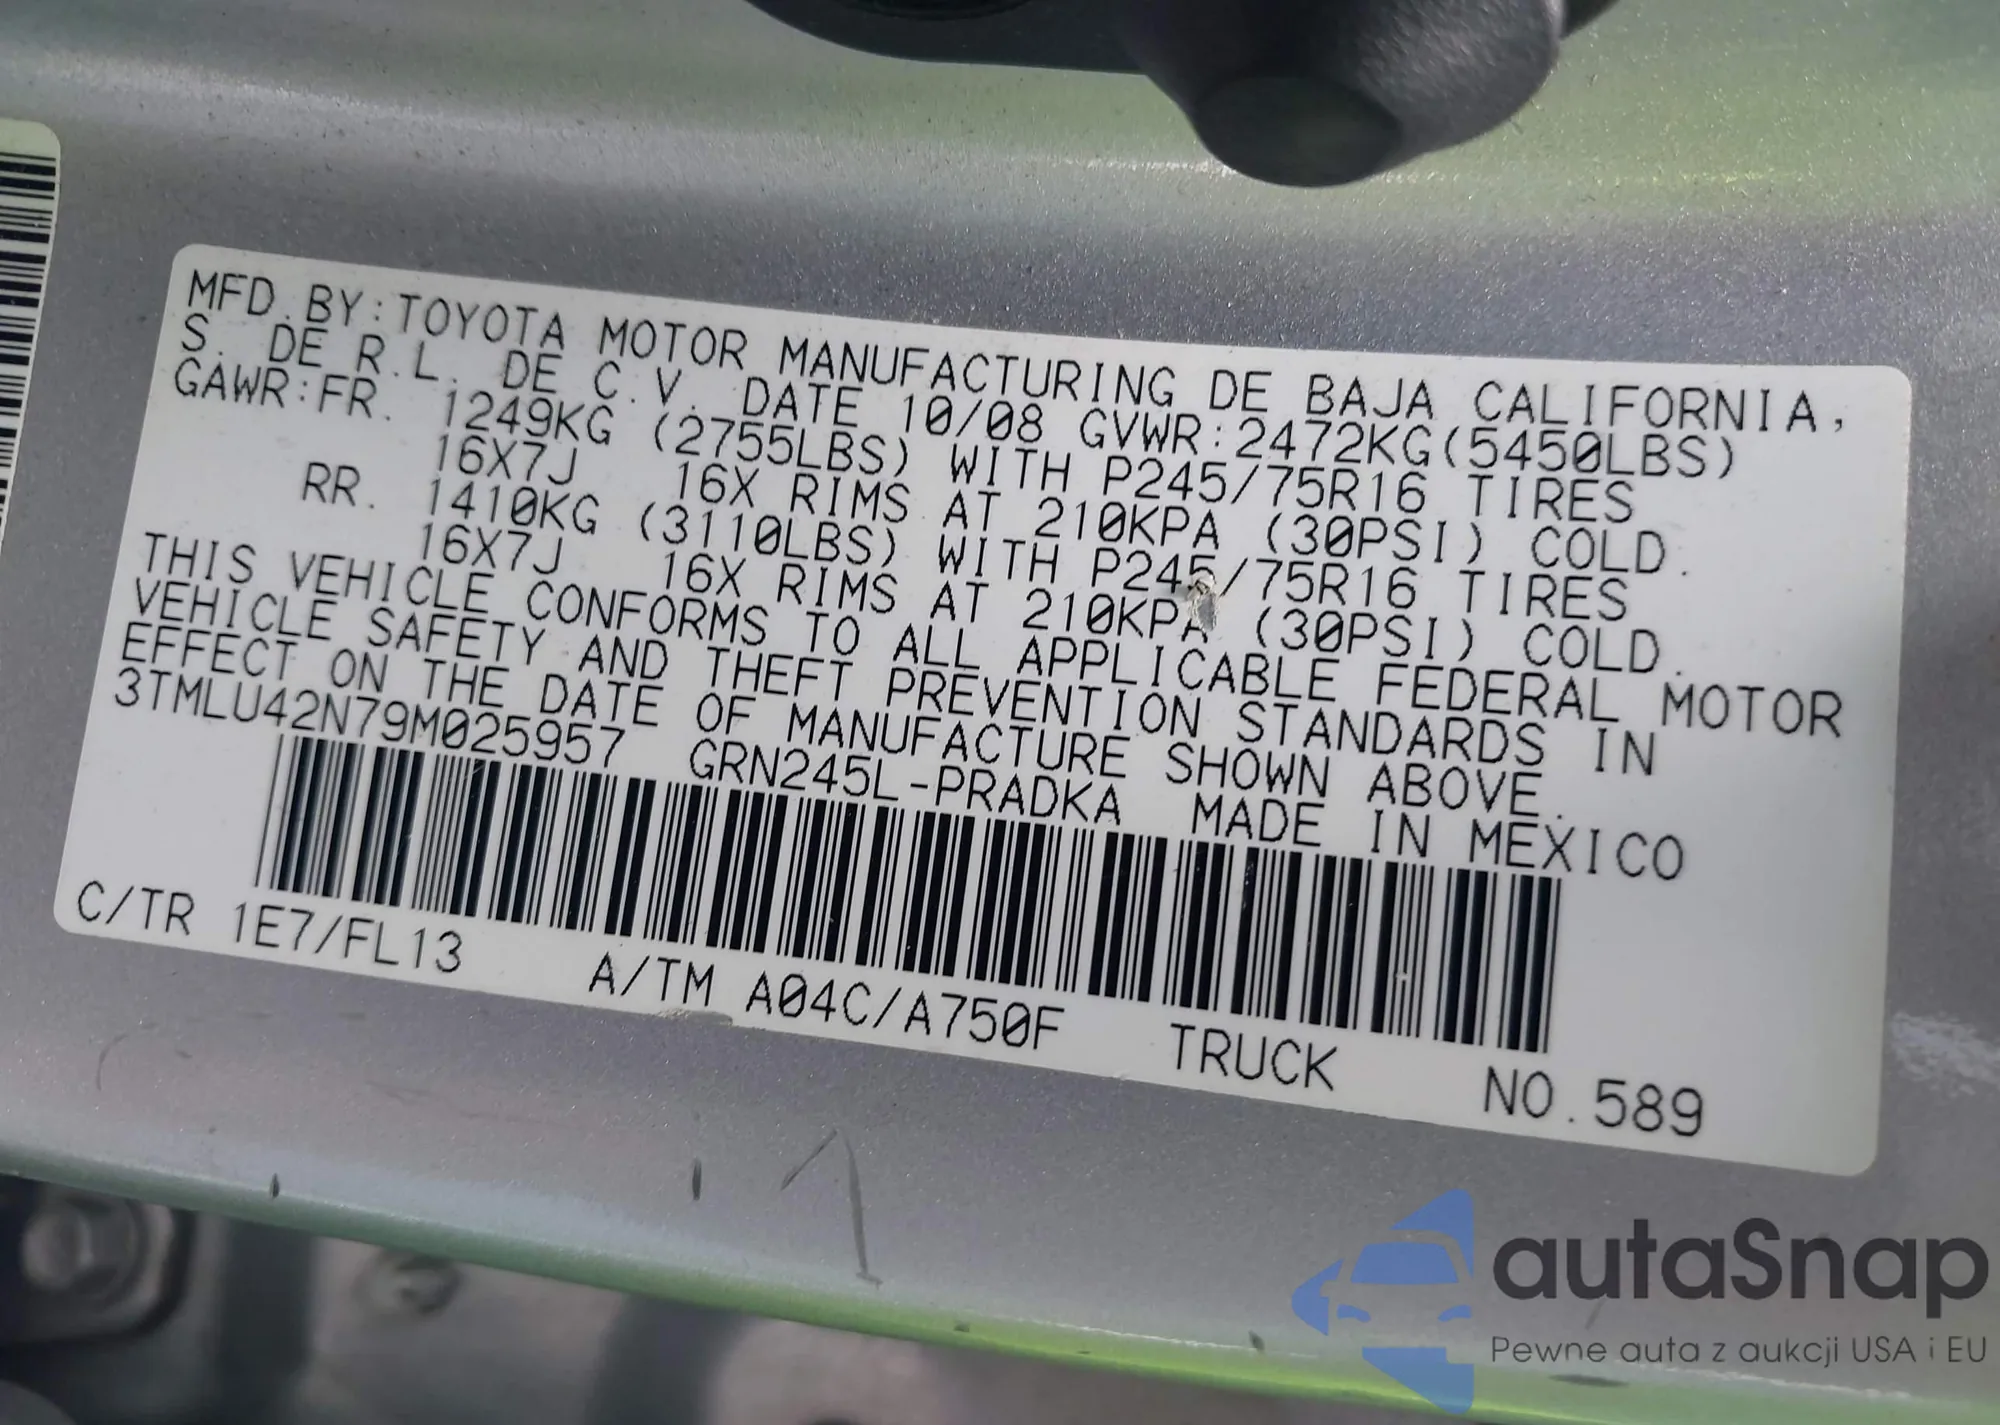 MFD.BY:TOYOTA MOTOR MANUFACTURING DE BAJA CALIFORNIA,
S. DE R.L. DE C.V. DATE 10/08 GVWR:2472KG(5450LBS)
GAWR:FR. 1249KG (2755LBS) WITH P245/75R16 TIRES
16X7J 16X RIMS AT 210KPA (30PSI) COLD.
RR. 1410KG (3110LBS) WITH P245/75R16 TIRES
16X7J 16X RIMS AT 210KPA (30PSI) COLD.
THIS VEHICLE CONFORMS TO ALL APPLICABLE FEDERAL MOTOR
VEHICLE SAFETY AND THEFT PREVENTION STANDARDS IN
EFFECT ON THE DATE OF MANUFACTURE SHOWN ABOVE.
3TMLU42N79M025957 GRN245L-PRADKA MADE IN MEXICO
C/TR 1E7/FL13 A/TM A04C/A750F TRUCK NO.589
autaSnap
Pewne auta z aukcji USA i EU